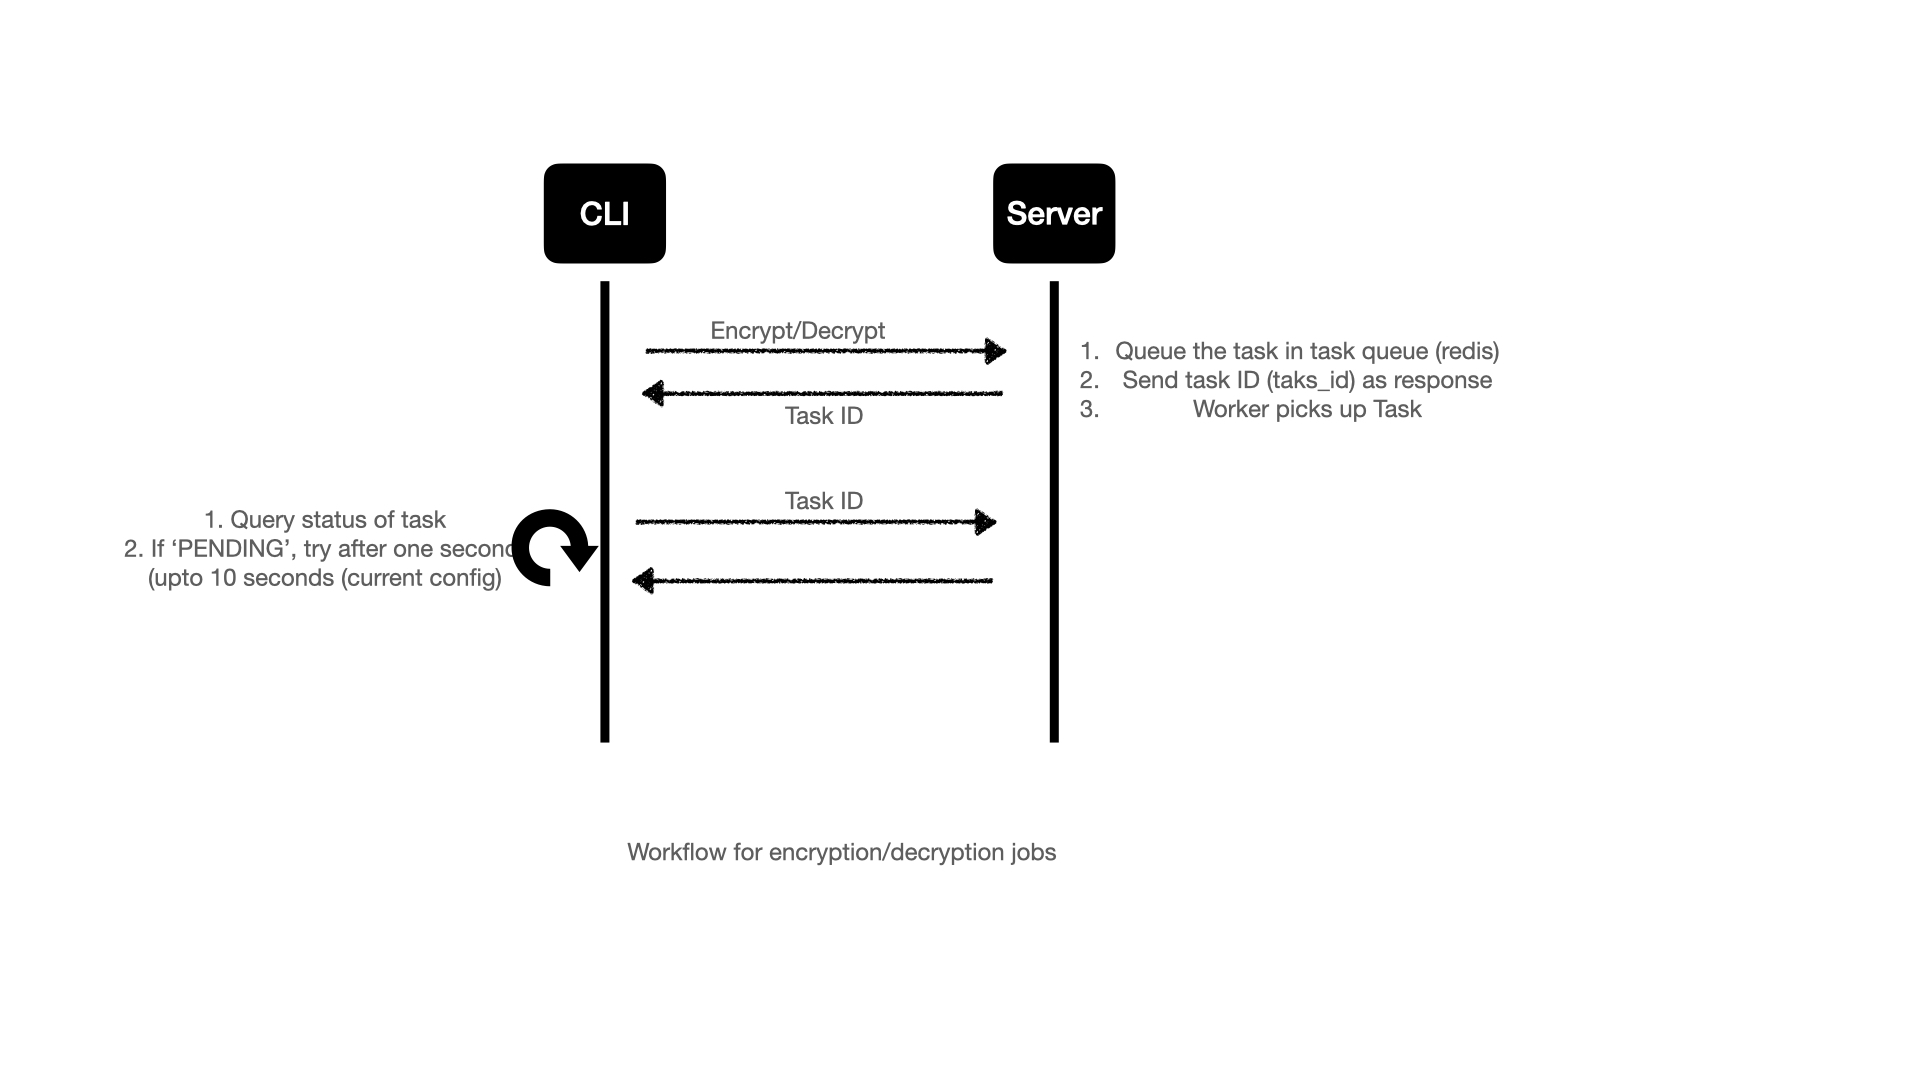 CLI
Server
Encrypt/Decrypt
1. Queue the task in task queue (redis)
2. Send task ID (taks_id) as response
3. Worker picks up Task
Task ID
Task ID
1. Query status of task
2. If ‘PENDING’, try after one second
(upto 10 seconds (current config)
Workflow for encryption/decryption jobs